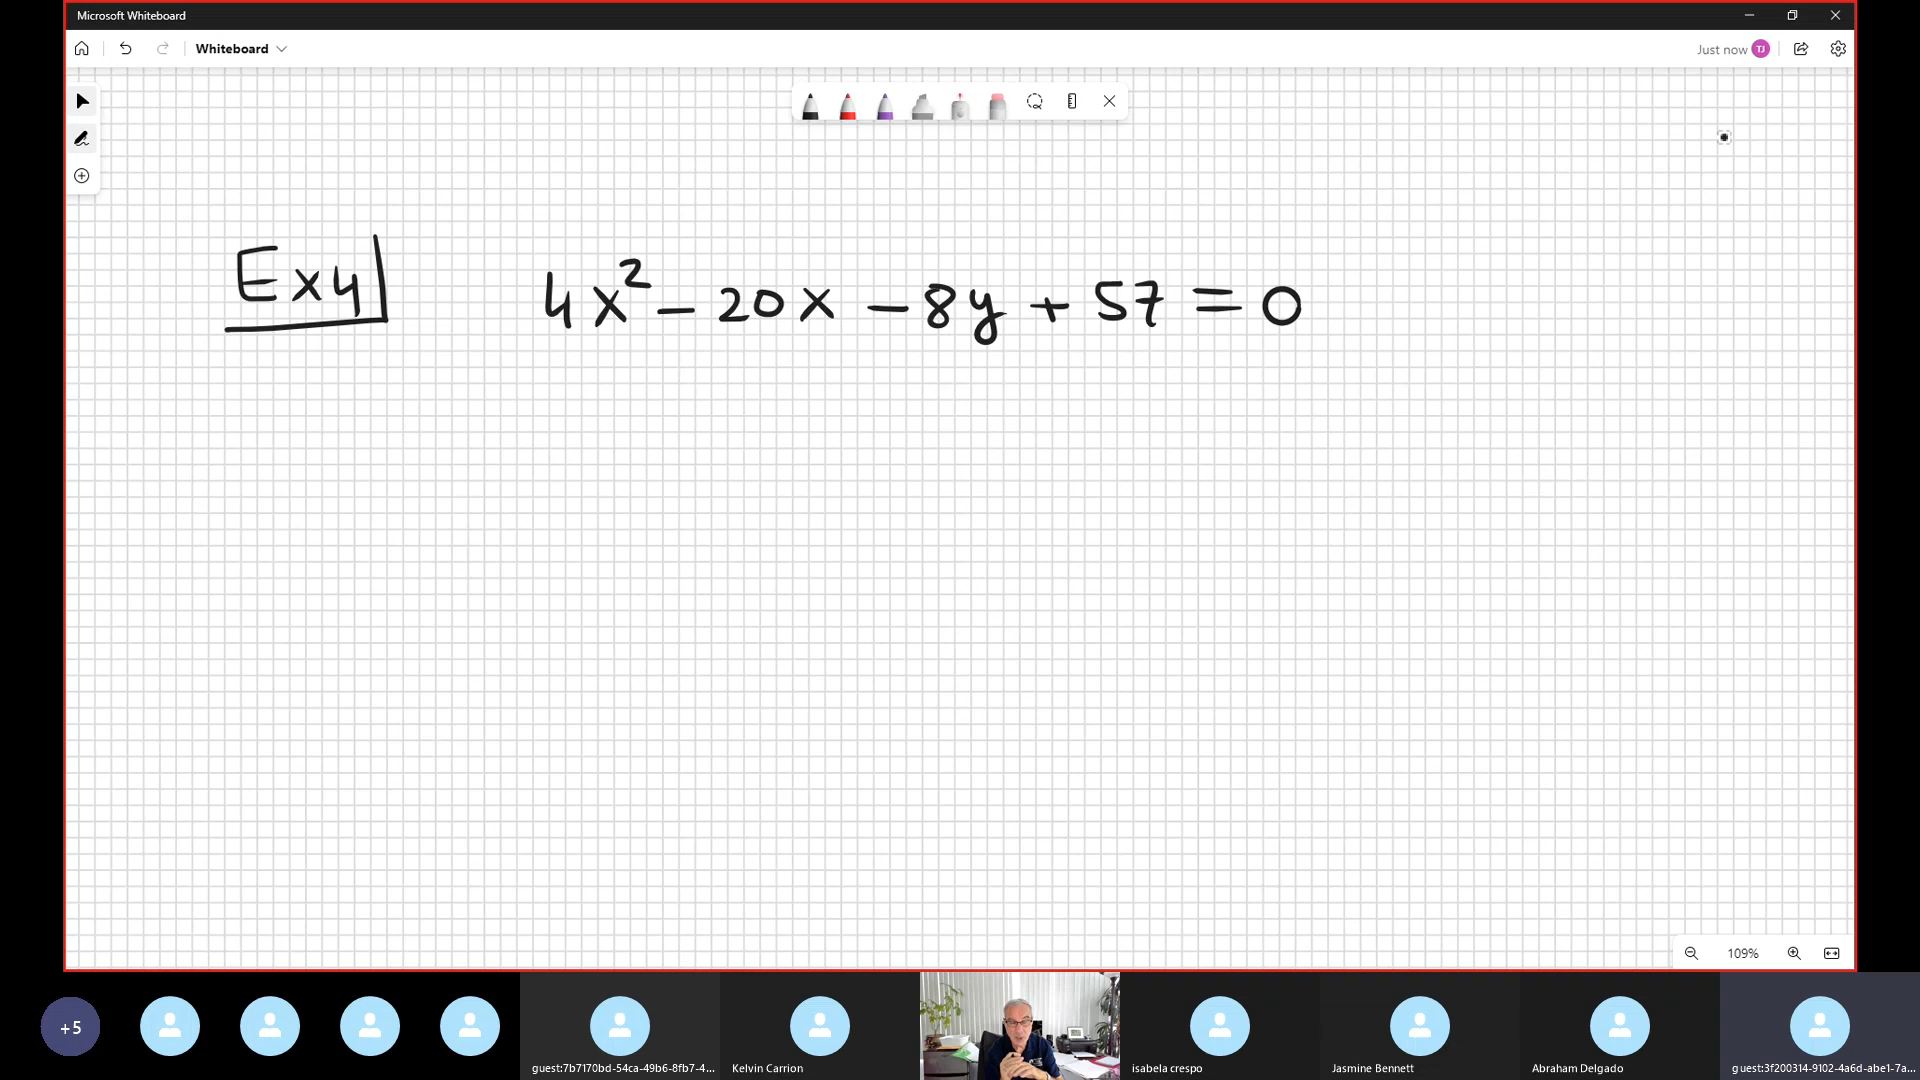 Microsoft Whiteboard
Whiteboard
Just now TJ
Ex4
4x² - 20x - 8y + 57 = 0
109%
+5
guest:7b7170bd-54ca-49b6-8fb7-4...
Kelvin Carrion
isabela crespo
Jasmine Bennett
Abraham Delgado
guest:3f200314-9102-4a6d-abe1-7a...